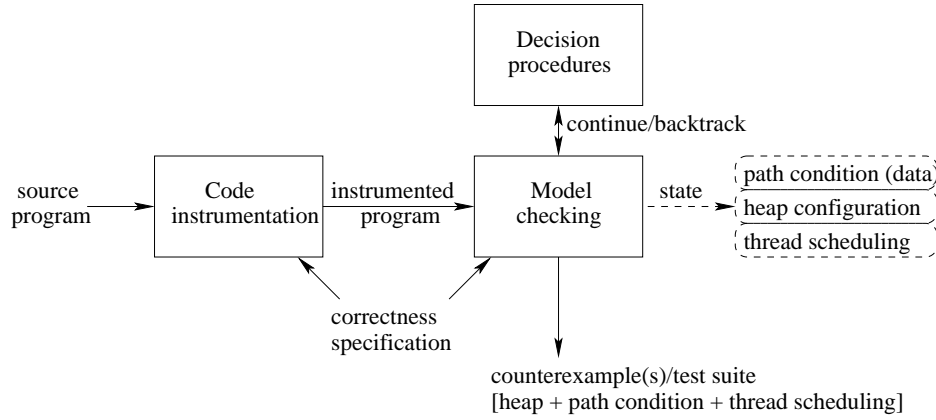 Decision
procedures
continue/backtrack
source
program
Code
instrumentation
instrumented
program
Model
checking
state
path condition (data)
heap configuration
thread scheduling
correctness
specification
counterexample(s)/test suite
[heap + path condition + thread scheduling]